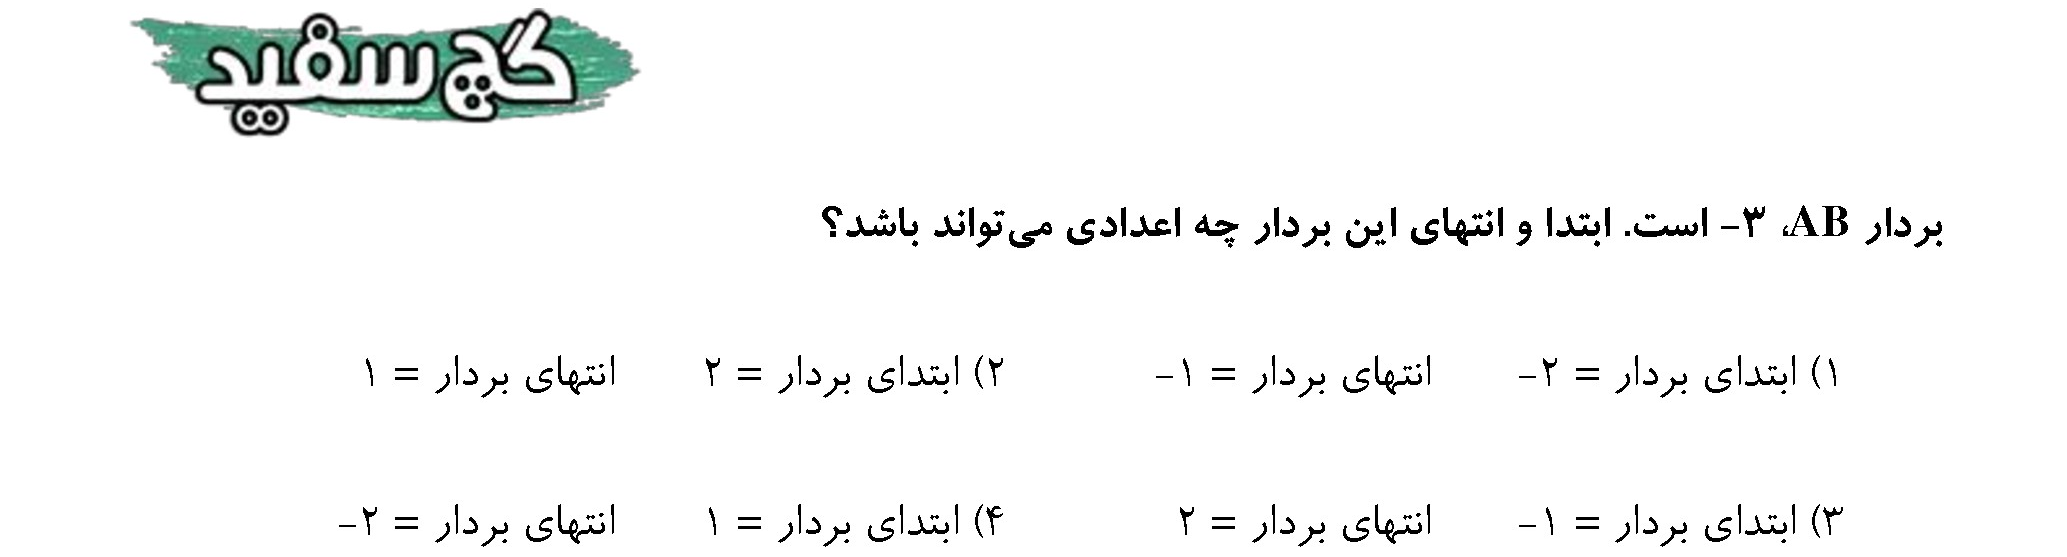 گچ سفید
بردار AB، ۳- است. ابتدا و انتهای این بردار چه اعدادی می‌تواند باشد؟
۱) ابتدای بردار = ۲- انتهای بردار = ۱- ۲) ابتدای بردار = ۲ انتهای بردار = ۱
۳) ابتدای بردار = ۱- انتهای بردار = ۲ ۴) ابتدای بردار = ۱ انتهای بردار = ۲-